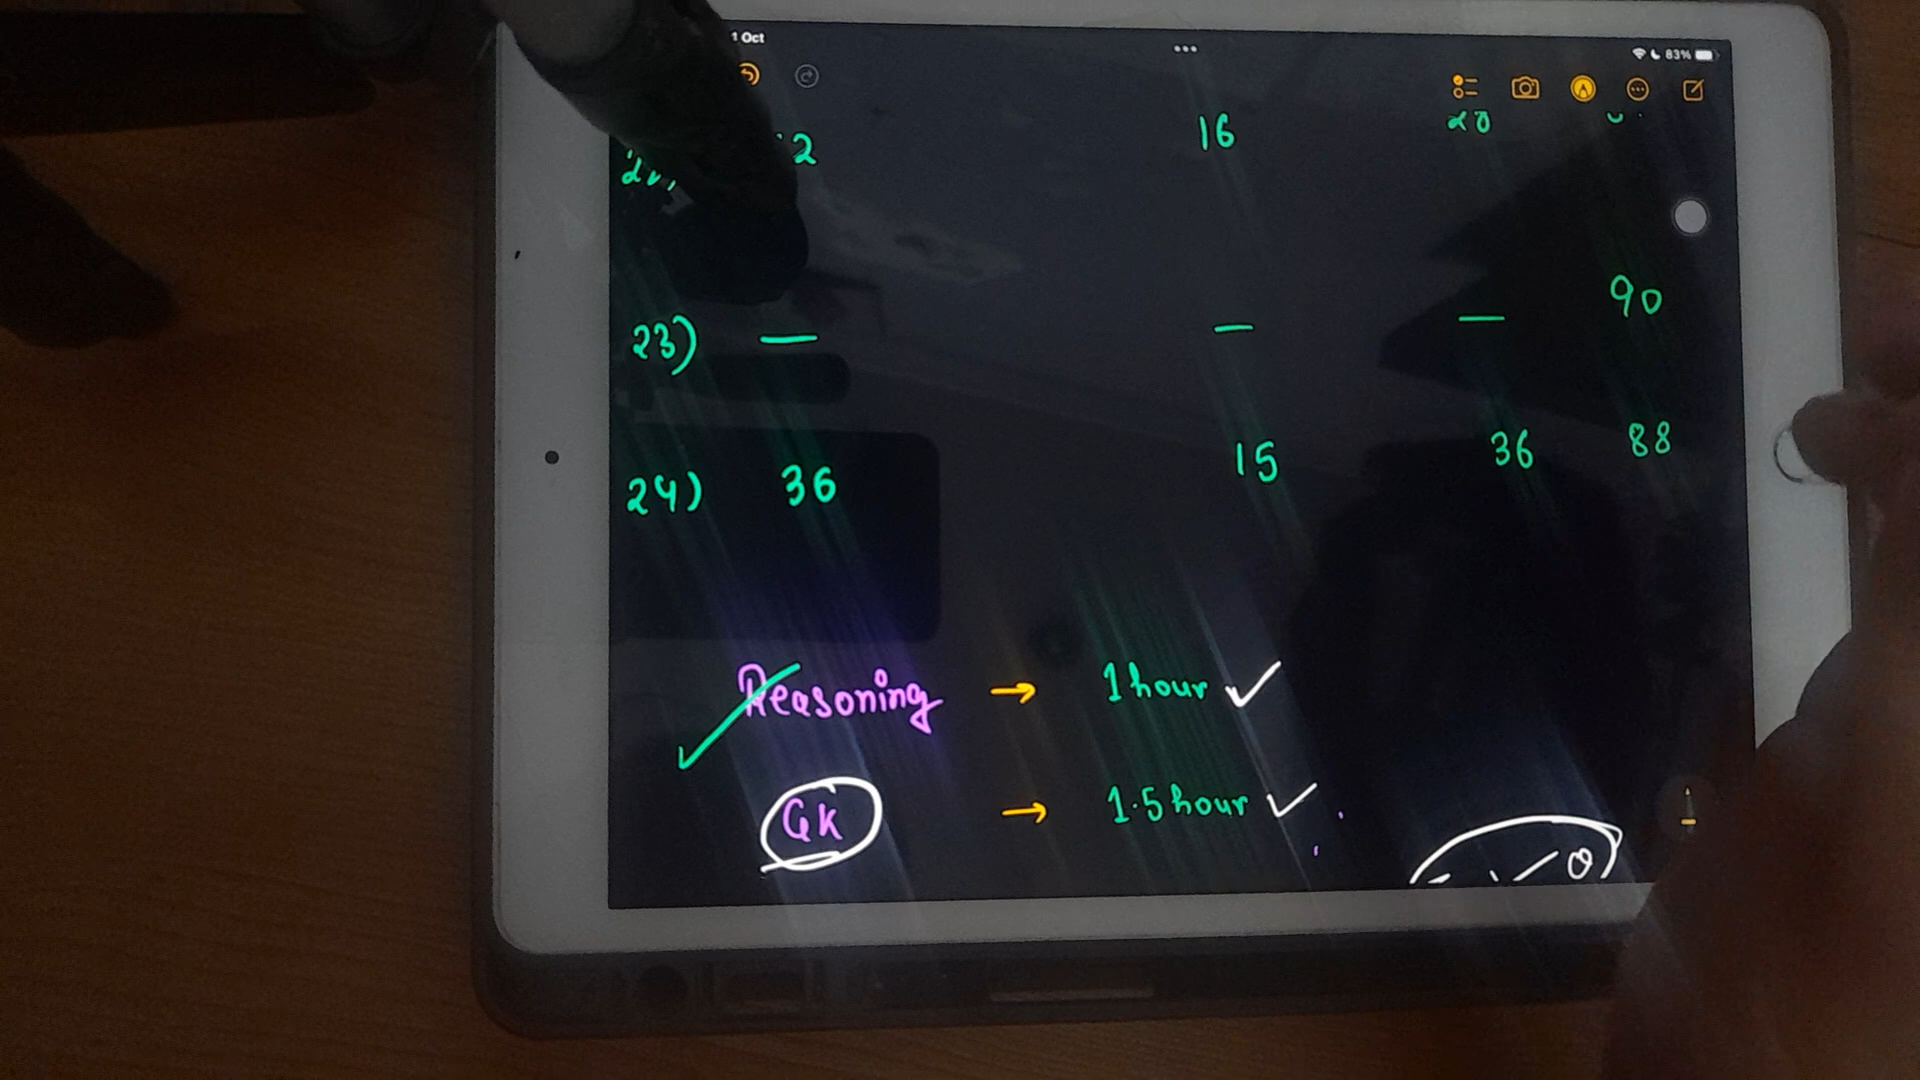 1 Oct
83%
2 16 28
23) — — — 90
24) 36 15 36 88
Reasoning → 1 hour ✓
GK → 1.5 hour ✓